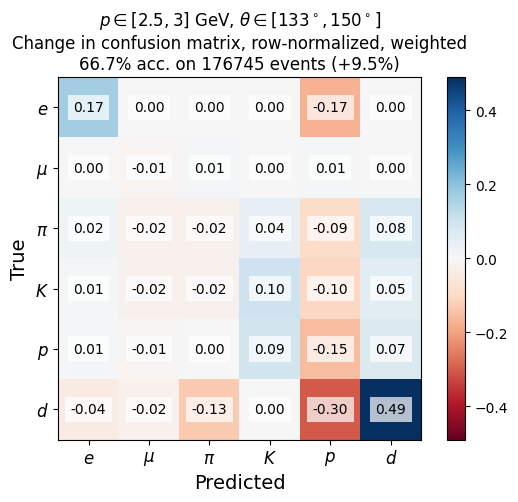 p ∈ [2.5, 3] GeV, θ ∈ [133°, 150°]
Change in confusion matrix, row-normalized, weighted
66.7% acc. on 176745 events (+9.5%)
e 0.17 0.00 0.00 0.00 -0.17 0.00
μ 0.00 -0.01 0.01 0.00 0.01 0.00
π 0.02 -0.02 -0.02 0.04 -0.09 0.08
K 0.01 -0.02 -0.02 0.10 -0.10 0.05
p 0.01 -0.01 0.00 0.09 -0.15 0.07
d -0.04 -0.02 -0.13 0.00 -0.30 0.49
e μ π K p d
Predicted
True
0.4
0.2
0.0
−0.2
−0.4